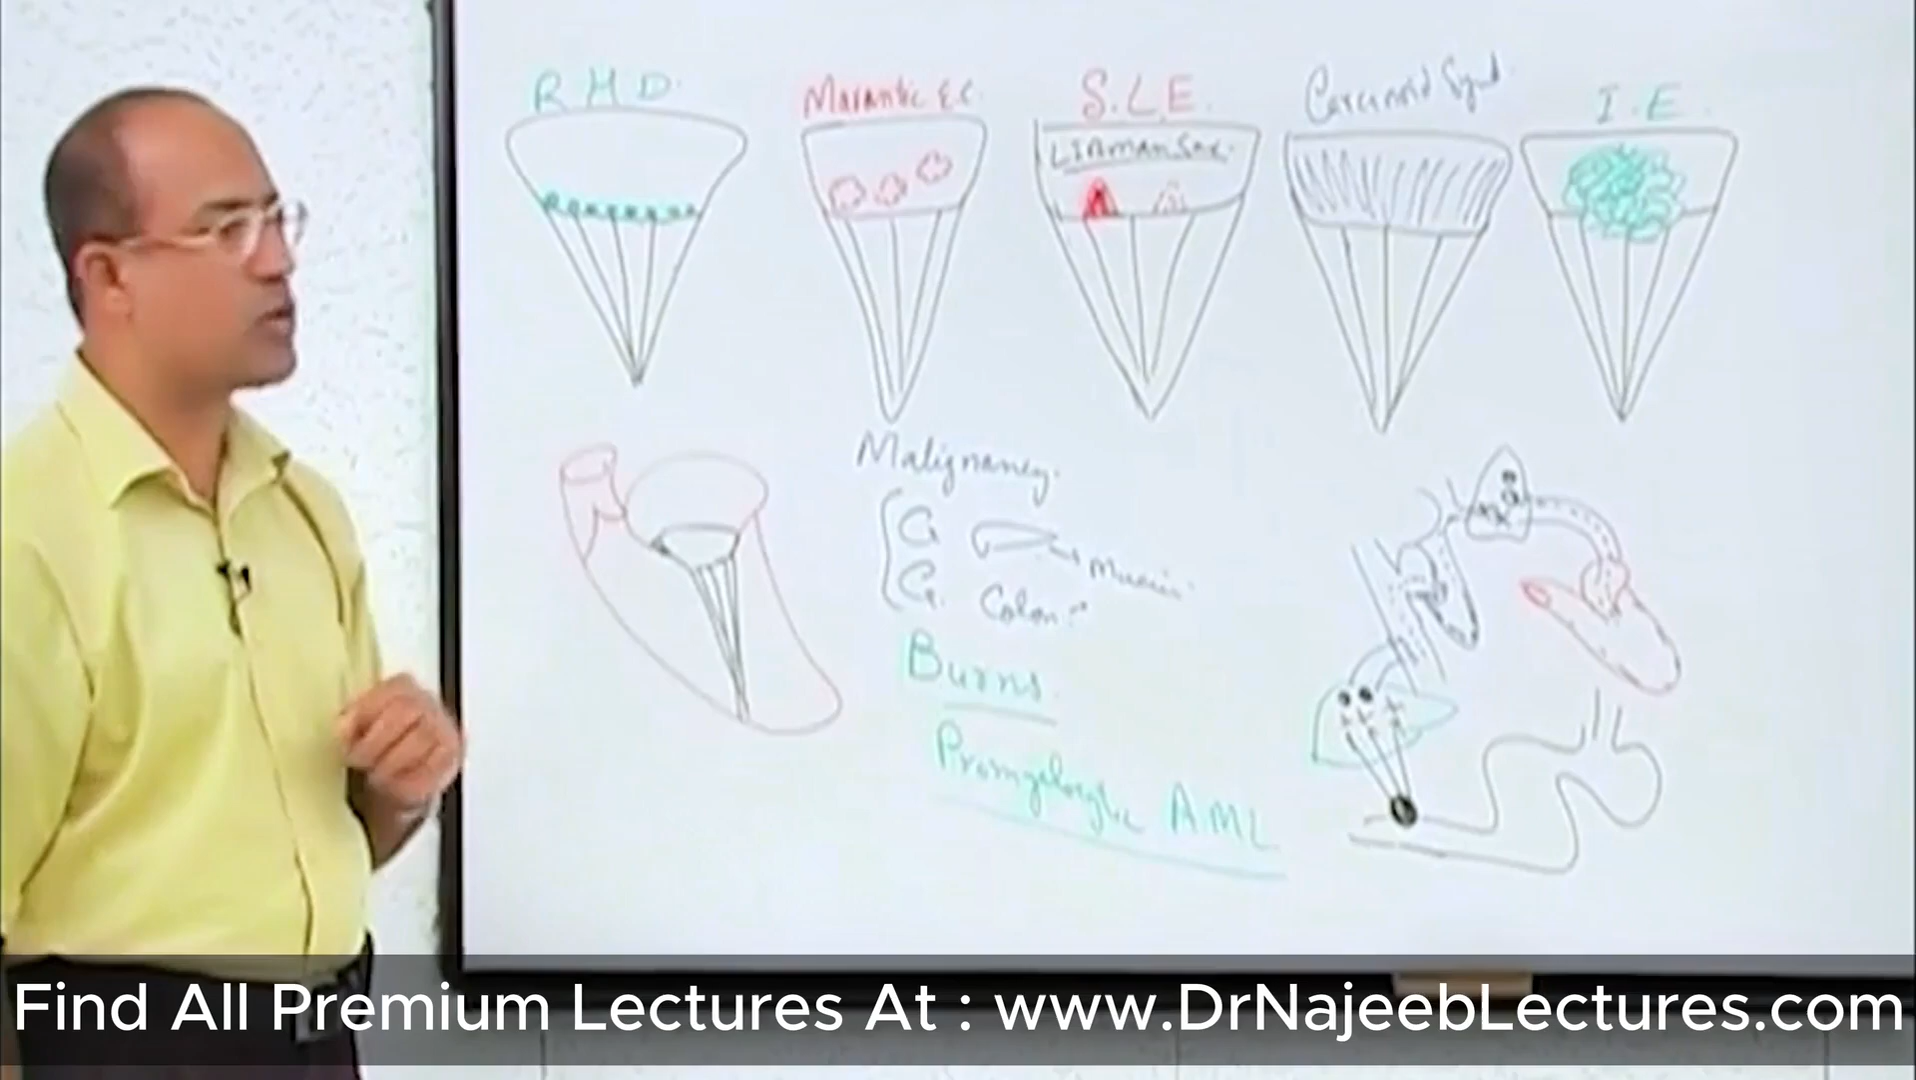 R H D.
Marantic E.C.
S.L.E.
Carcinoid Synd.
I.E.
LIBMAN SAC.
Malignancy.
Ca
Mucin.
Ca. Colon
Burns
Promyelocytic AML
Find All Premium Lectures At : www.DrNajeebLectures.com